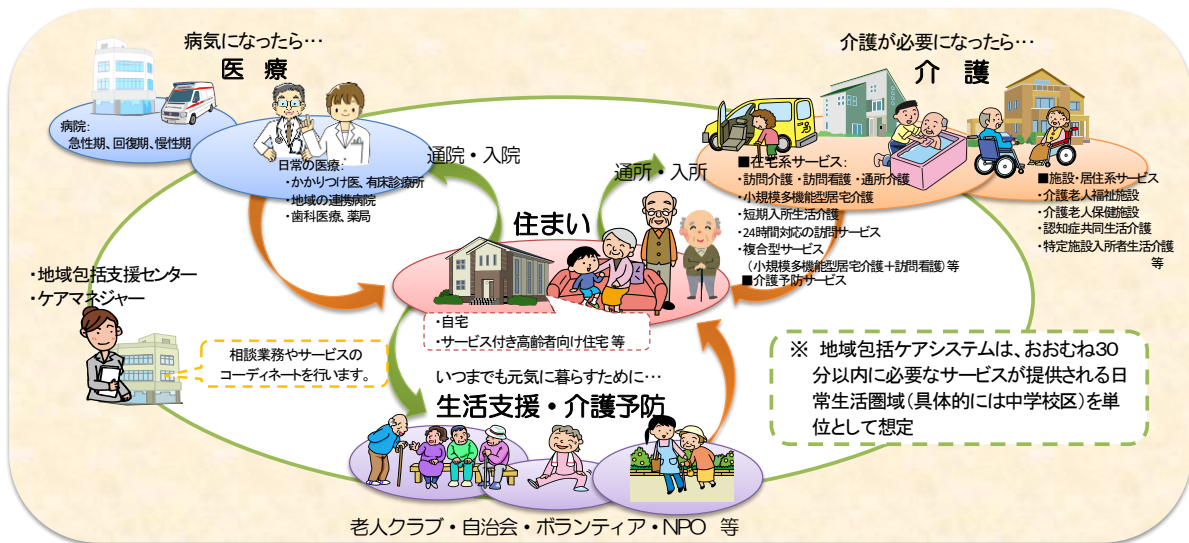 病気になったら…
医 療
病院:
急性期、回復期、慢性期
日常の医療:
・かかりつけ医、有床診療所
・地域の連携病院
・歯科医療、薬局
通院・入院
介護が必要になったら…
介 護
通所・入所
■在宅系サービス:
・訪問介護・訪問看護・通所介護
・小規模多機能型居宅介護
・短期入所生活介護
・24時間対応の訪問サービス
・複合型サービス
(小規模多機能型居宅介護+訪問看護)等
■介護予防サービス
■施設・居住系サービス
・介護老人福祉施設
・介護老人保健施設
・認知症共同生活介護
・特定施設入所者生活介護
等
住まい
・自宅
・サービス付き高齢者向け住宅 等
・地域包括支援センター
・ケアマネジャー
相談業務やサービスの
コーディネートを行います。
いつまでも元気に暮らすために…
生活支援・介護予防
老人クラブ・自治会・ボランティア・NPO 等
※ 地域包括ケアシステムは、おおむね30
分以内に必要なサービスが提供される日
常生活圏域(具体的には中学校区)を単
位として想定